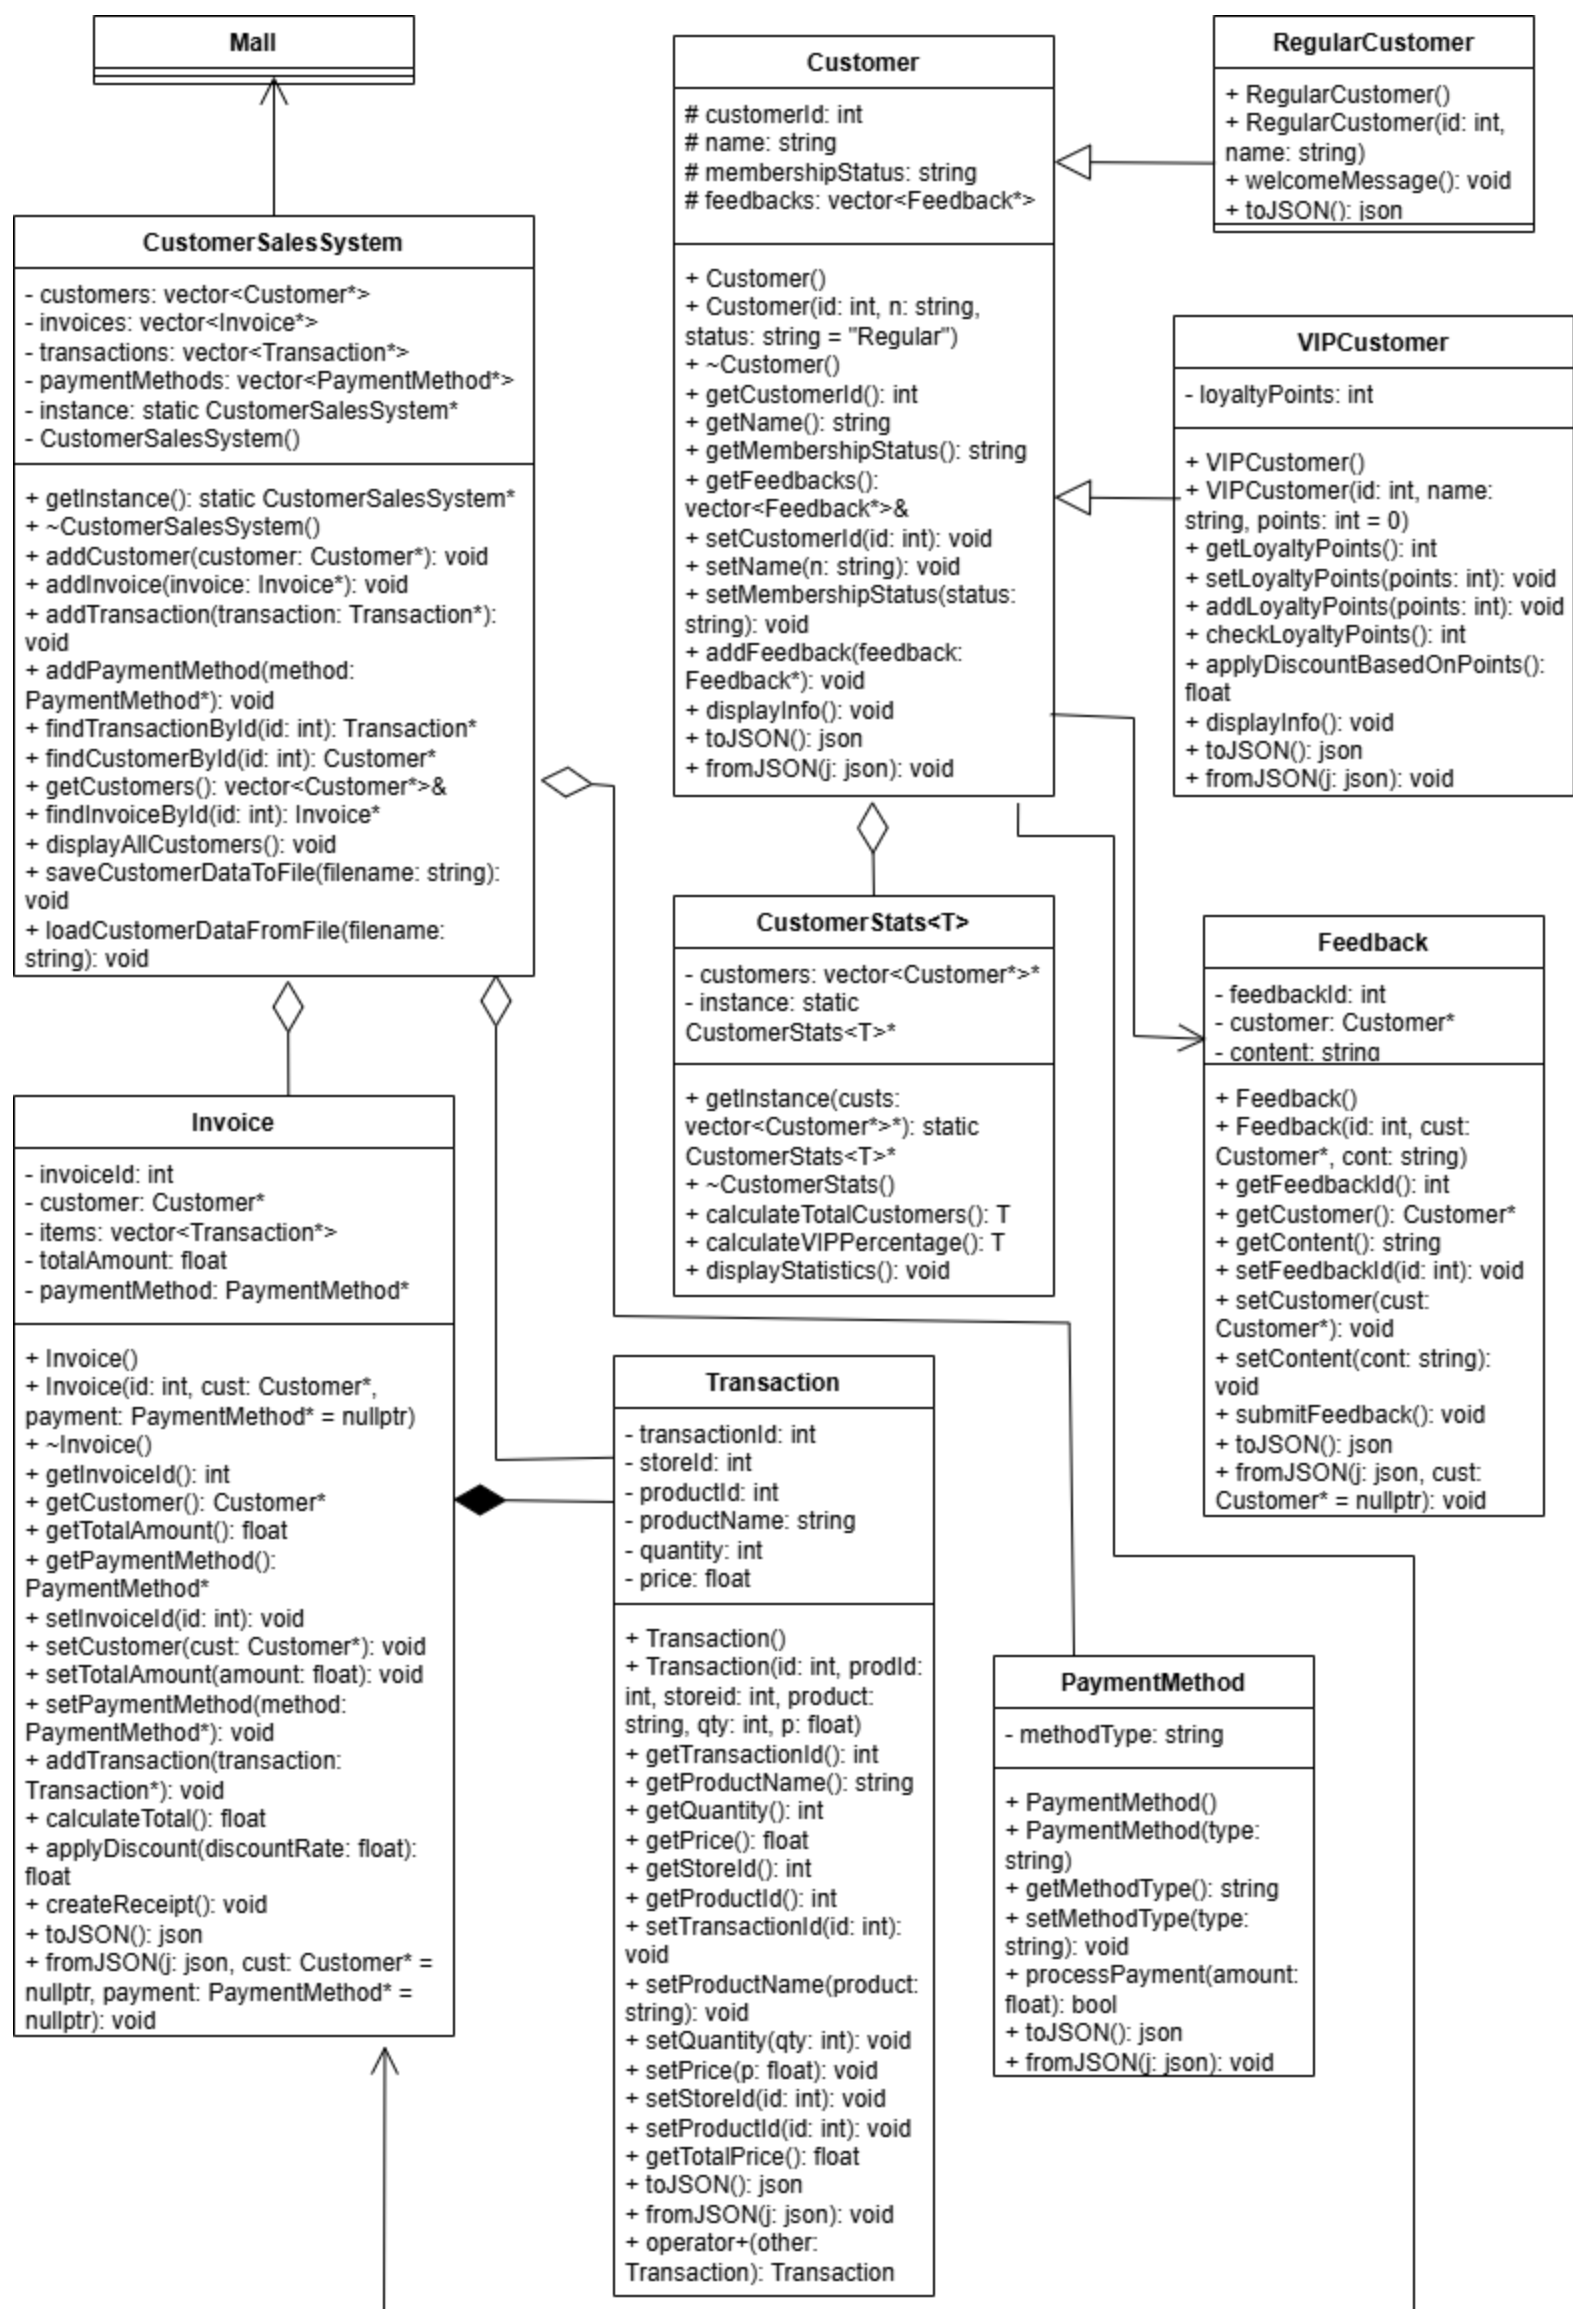 Mall
CustomerSalesSystem
- customers: vector<Customer*>
- invoices: vector<Invoice*>
- transactions: vector<Transaction*>
- paymentMethods: vector<PaymentMethod*>
- instance: static CustomerSalesSystem*
- CustomerSalesSystem()
+ getInstance(): static CustomerSalesSystem*
+ ~CustomerSalesSystem()
+ addCustomer(customer: Customer*): void
+ addInvoice(invoice: Invoice*): void
+ addTransaction(transaction: Transaction*):
void
+ addPaymentMethod(method:
PaymentMethod*): void
+ findTransactionById(id: int): Transaction*
+ findCustomerById(id: int): Customer*
+ getCustomers(): vector<Customer*>&
+ findInvoiceById(id: int): Invoice*
+ displayAllCustomers(): void
+ saveCustomerDataToFile(filename: string):
void
+ loadCustomerDataFromFile(filename:
string): void
Customer
# customerId: int
# name: string
# membershipStatus: string
# feedbacks: vector<Feedback*>
+ Customer()
+ Customer(id: int, n: string,
status: string = "Regular")
+ ~Customer()
+ getCustomerId(): int
+ getName(): string
+ getMembershipStatus(): string
+ getFeedbacks():
vector<Feedback*>&
+ setCustomerId(id: int): void
+ setName(n: string): void
+ setMembershipStatus(status:
string): void
+ addFeedback(feedback:
Feedback*): void
+ displayInfo(): void
+ toJSON(): json
+ fromJSON(j: json): void
RegularCustomer
+ RegularCustomer()
+ RegularCustomer(id: int,
name: string)
+ welcomeMessage(): void
+ toJSON(): json
VIPCustomer
- loyaltyPoints: int
+ VIPCustomer()
+ VIPCustomer(id: int, name:
string, points: int = 0)
+ getLoyaltyPoints(): int
+ setLoyaltyPoints(points: int): void
+ addLoyaltyPoints(points: int): void
+ checkLoyaltyPoints(): int
+ applyDiscountBasedOnPoints():
float
+ displayInfo(): void
+ toJSON(): json
+ fromJSON(j: json): void
CustomerStats<T>
- customers: vector<Customer*>*
- instance: static
CustomerStats<T>*
+ getInstance(custs:
vector<Customer*>*): static
CustomerStats<T>*
+ ~CustomerStats()
+ calculateTotalCustomers(): T
+ calculateVIPPercentage(): T
+ displayStatistics(): void
Feedback
- feedbackId: int
- customer: Customer*
- content: string
+ Feedback()
+ Feedback(id: int, cust:
Customer*, cont: string)
+ getFeedbackId(): int
+ getCustomer(): Customer*
+ getContent(): string
+ setFeedbackId(id: int): void
+ setCustomer(cust:
Customer*): void
+ setContent(cont: string):
void
+ submitFeedback(): void
+ toJSON(): json
+ fromJSON(j: json, cust:
Customer* = nullptr): void
Invoice
- invoiceId: int
- customer: Customer*
- items: vector<Transaction*>
- totalAmount: float
- paymentMethod: PaymentMethod*
+ Invoice()
+ Invoice(id: int, cust: Customer*,
payment: PaymentMethod* = nullptr)
+ ~Invoice()
+ getInvoiceId(): int
+ getCustomer(): Customer*
+ getTotalAmount(): float
+ getPaymentMethod():
PaymentMethod*
+ setInvoiceId(id: int): void
+ setCustomer(cust: Customer*): void
+ setTotalAmount(amount: float): void
+ setPaymentMethod(method:
PaymentMethod*): void
+ addTransaction(transaction:
Transaction*): void
+ calculateTotal(): float
+ applyDiscount(discountRate: float):
float
+ createReceipt(): void
+ toJSON(): json
+ fromJSON(j: json, cust: Customer* =
nullptr, payment: PaymentMethod* =
nullptr): void
Transaction
- transactionId: int
- storeId: int
- productId: int
- productName: string
- quantity: int
- price: float
+ Transaction()
+ Transaction(id: int, prodId:
int, storeid: int, product:
string, qty: int, p: float)
+ getTransactionId(): int
+ getProductName(): string
+ getQuantity(): int
+ getPrice(): float
+ getStoreId(): int
+ getProductId(): int
+ setTransactionId(id: int):
void
+ setProductName(product:
string): void
+ setQuantity(qty: int): void
+ setPrice(p: float): void
+ setStoreId(id: int): void
+ setProductId(id: int): void
+ getTotalPrice(): float
+ toJSON(): json
+ fromJSON(j: json): void
+ operator+(other:
Transaction): Transaction
PaymentMethod
- methodType: string
+ PaymentMethod()
+ PaymentMethod(type:
string)
+ getMethodType(): string
+ setMethodType(type:
string): void
+ processPayment(amount:
float): bool
+ toJSON(): json
+ fromJSON(j: json): void